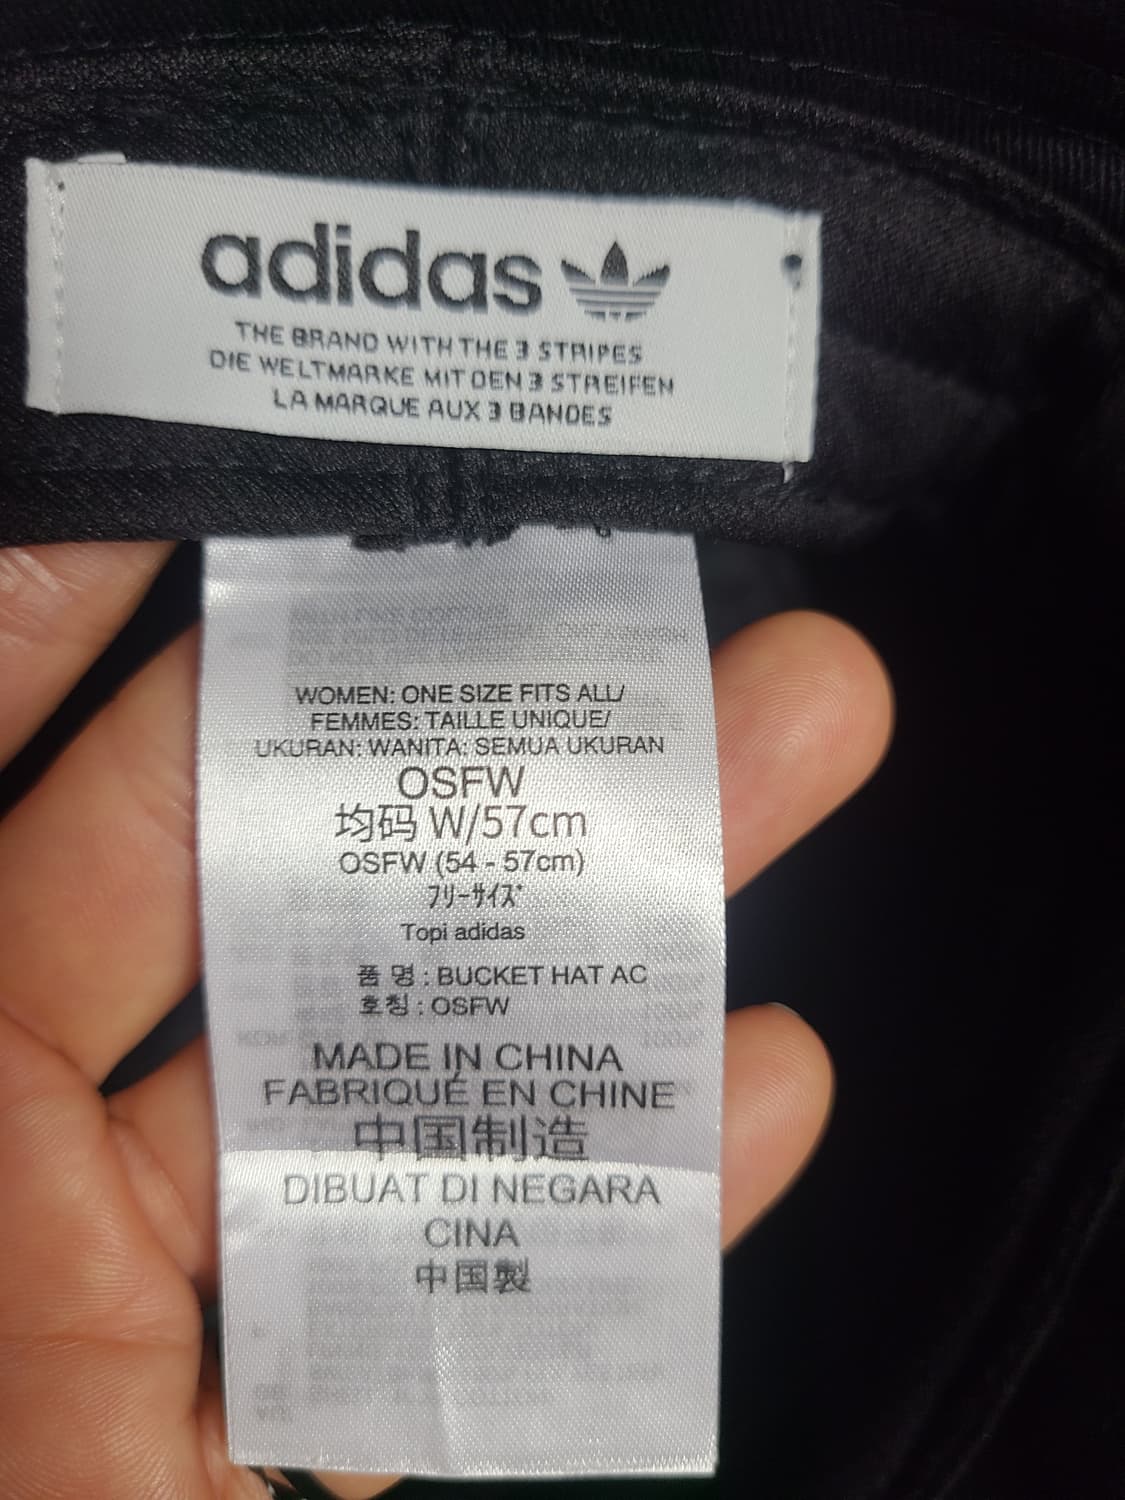 adidas
THE BRAND WITH THE 3 STRIPES
DIE WELTMARKE MIT DEN 3 STREIFEN
LA MARQUE AUX 3 BANDES
WOMEN: ONE SIZE FITS ALL/
FEMMES: TAILLE UNIQUE/
UKURAN: WANITA: SEMUA UKURAN
OSFW
均码 W/57cm
OSFW (54 - 57cm)
フリーサイズ
Topi adidas
품 명 : BUCKET HAT AC
호칭 : OSFW
MADE IN CHINA
FABRIQUÉ EN CHINE
中国制造
DIBUAT DI NEGARA
CINA
中国製